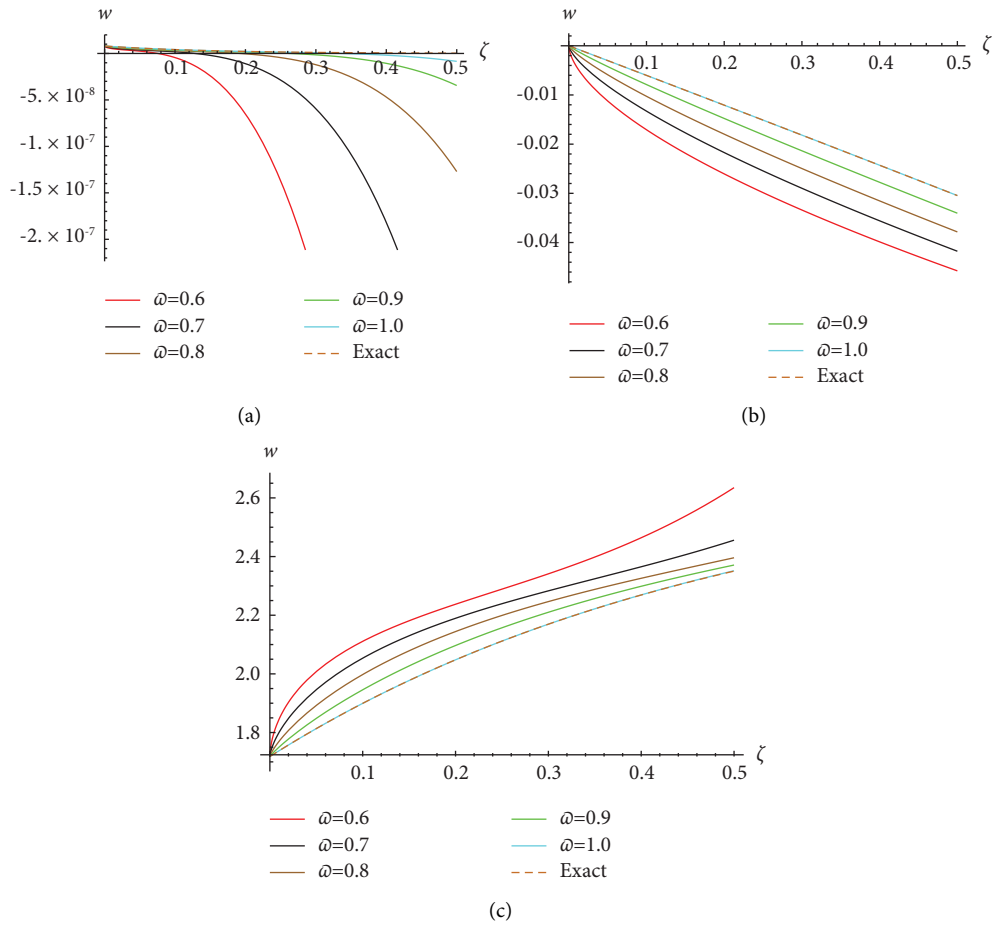 w
ζ
0.1
0.2
0.3
0.4
0.5
-5. × 10⁻⁸
-1. × 10⁻⁷
-1.5 × 10⁻⁷
-2. × 10⁻⁷
ϖ=0.6
ϖ=0.9
ϖ=0.7
ϖ=1.0
ϖ=0.8
Exact
(a)
w
ζ
0.1
0.2
0.3
0.4
0.5
-0.01
-0.02
-0.03
-0.04
ϖ=0.6
ϖ=0.9
ϖ=0.7
ϖ=1.0
ϖ=0.8
Exact
(b)
w
2.6
2.4
2.2
2.0
1.8
ζ
0.1
0.2
0.3
0.4
0.5
ϖ=0.6
ϖ=0.9
ϖ=0.7
ϖ=1.0
ϖ=0.8
Exact
(c)